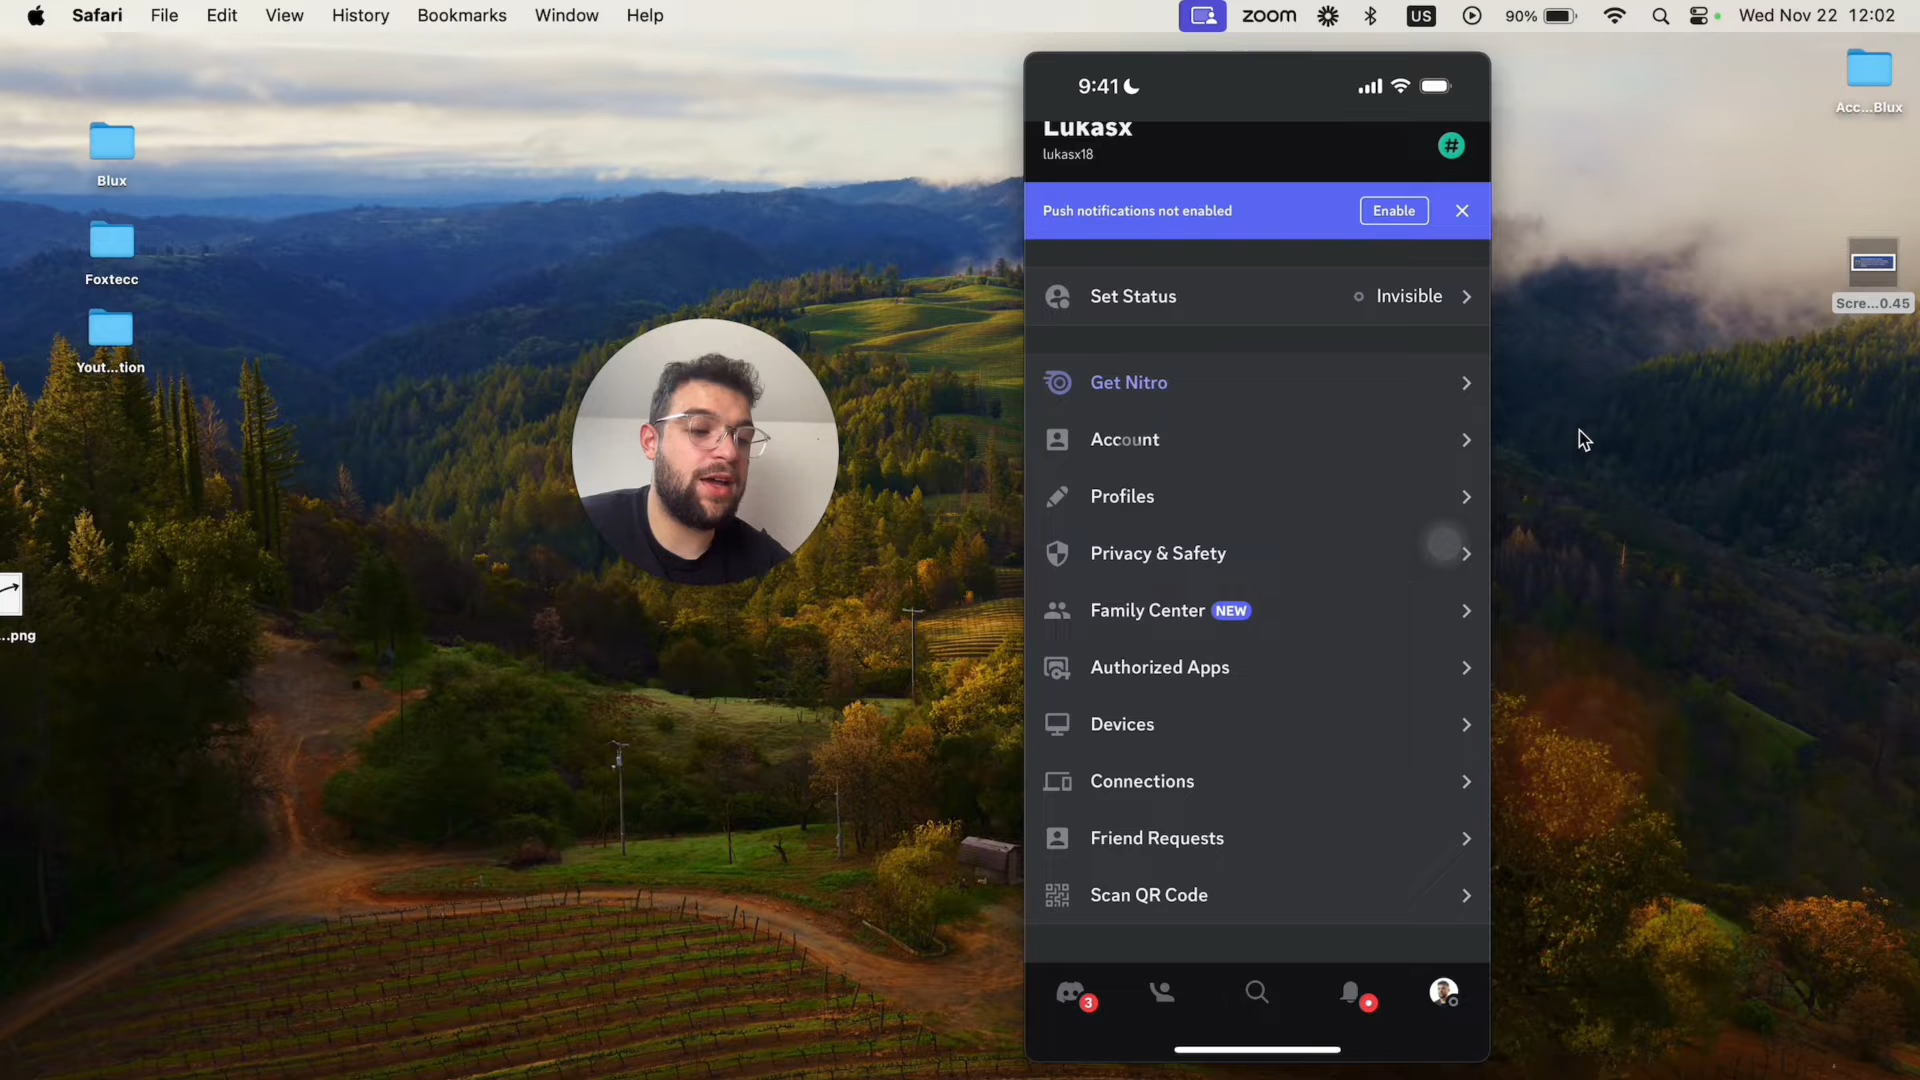 Safari File Edit View History Bookmarks Window Help
zoom US 90% Wed Nov 22 12:02
Blux
Foxtecc
Yout...tion
...png
Acc...Blux
Scre...0.45
9:41
Lukasx
lukasx18
#
Push notifications not enabled Enable
Set Status Invisible
Get Nitro
Account
Profiles
Privacy & Safety
Family Center NEW
Authorized Apps
Devices
Connections
Friend Requests
Scan QR Code
3